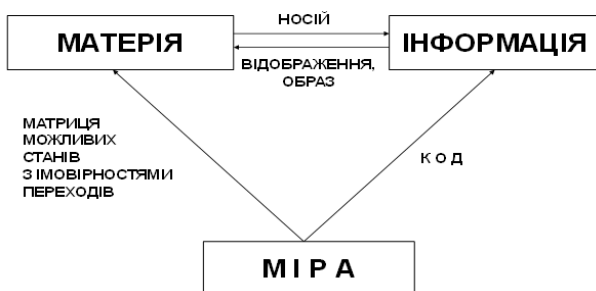 НОСІЙ
МАТЕРІЯ
ІНФОРМАЦІЯ
ВІДОБРАЖЕННЯ,
ОБРАЗ
МАТРИЦЯ
МОЖЛИВИХ
СТАНІВ
З ІМОВІРНОСТЯМИ
ПЕРЕХОДІВ
К О Д
М І Р А